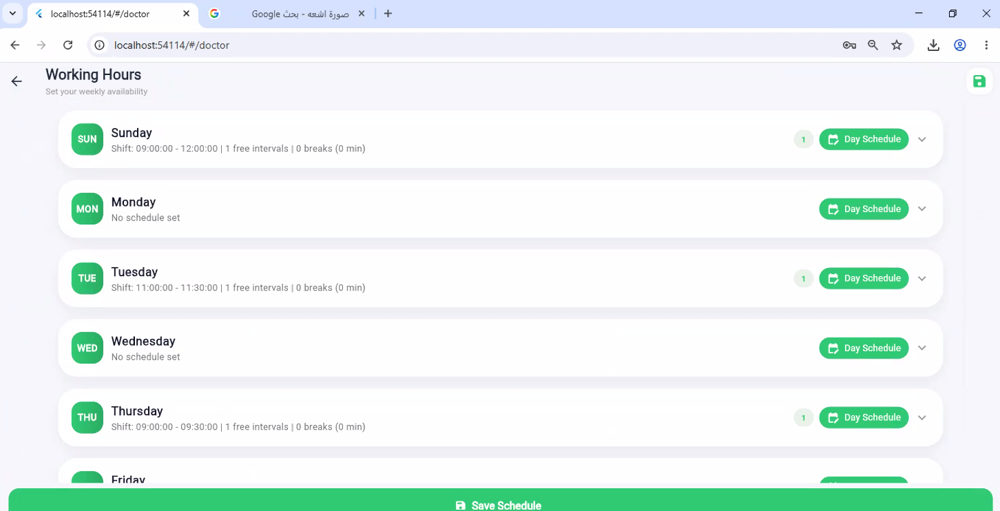 localhost:54114/#/doctor
صورة اشعه - بحث Google
localhost:54114/#/doctor
Working Hours
Set your weekly availability
SUN
Sunday
Shift: 09:00:00 - 12:00:00 | 1 free intervals | 0 breaks (0 min)
1
Day Schedule
MON
Monday
No schedule set
Day Schedule
TUE
Tuesday
Shift: 11:00:00 - 11:30:00 | 1 free intervals | 0 breaks (0 min)
1
Day Schedule
WED
Wednesday
No schedule set
Day Schedule
THU
Thursday
Shift: 09:00:00 - 09:30:00 | 1 free intervals | 0 breaks (0 min)
1
Day Schedule
Friday
Save Schedule